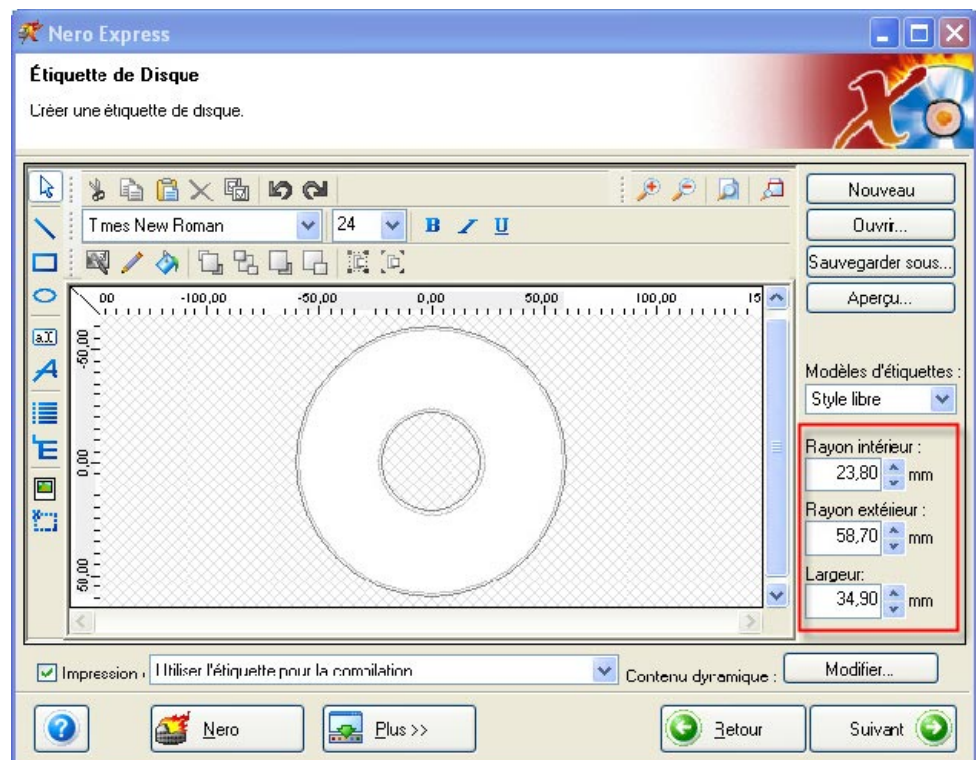 Nero Express
Étiquette de Disque
Créer une étiquette de disque.
Nouveau
Times New Roman 24 B I U
Ouvrir...
Sauvegarder sous...
Aperçu...
00 -100,00 -50,00 0,00 50,00 100,00 15
-50,00
0,00
50,00
Modèles d'étiquettes :
Style libre
Rayon intérieur :
23,80 mm
Rayon extérieur :
58,70 mm
Largeur:
34,90 mm
Impression Utiliser l'étiquette pour la compilation Contenu dynamique : Modifier...
Nero Plus >> Retour Suivant